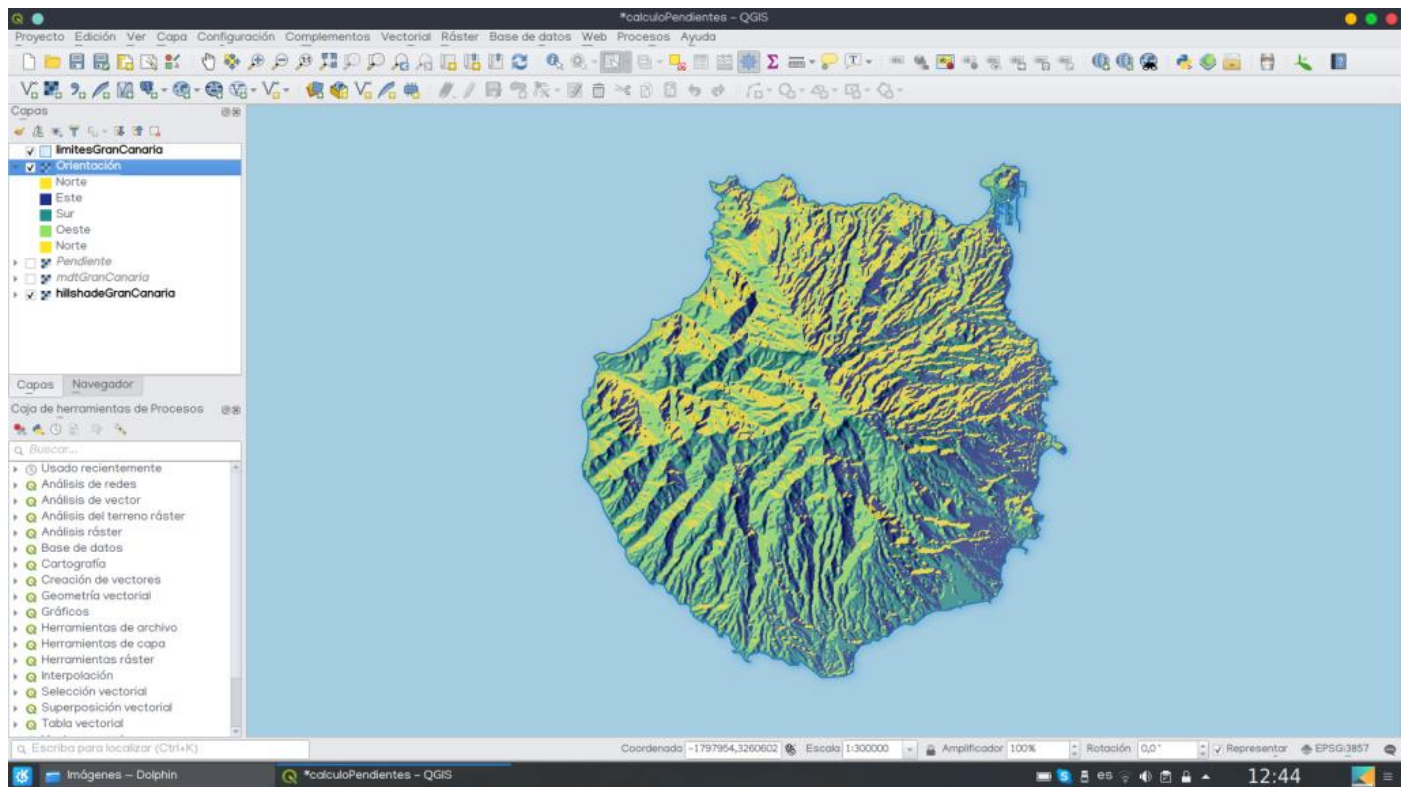 *calculoPendientes – QGIS
Proyecto Edición Ver Capa Configuración Complementos Vectorial Ráster Base de datos Web Procesos Ayuda
Capas
limitesGranCanaria
Orientación
Norte
Este
Sur
Oeste
Norte
Pendiente
mdtGranCanaria
hillshadeGranCanaria
Capas Navegador
Caja de herramientas de Procesos
Buscar...
Usado recientemente
Análisis de redes
Análisis de vector
Análisis del terreno ráster
Análisis ráster
Base de datos
Cartografía
Creación de vectores
Geometría vectorial
Gráficos
Herramientas de archivo
Herramientas de capa
Herramientas ráster
Interpolación
Selección vectorial
Superposición vectorial
Tabla vectorial
Escriba para localizar (Ctrl+K) Coordenada -1797954,3260602 Escala 1:300000 Amplificador 100% Rotación 0,0° Representar EPSG:3857
Imágenes – Dolphin *calculoPendientes – QGIS es 12:44